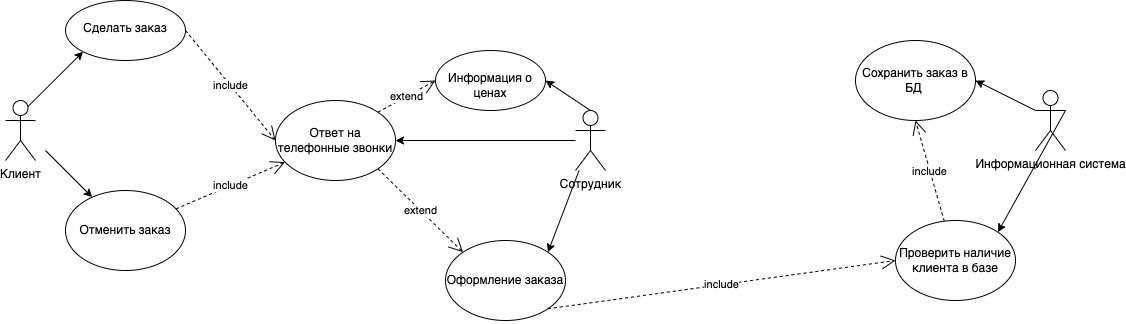 Сделать заказ
include
Информация о
ценах
Сохранить заказ в
БД
extend
Ответ на
телефонные звонки
Клиент
include
Сотрудник
Информационная система
include
extend
Отменить заказ
Проверить наличие
клиента в базе
Оформление заказа
include